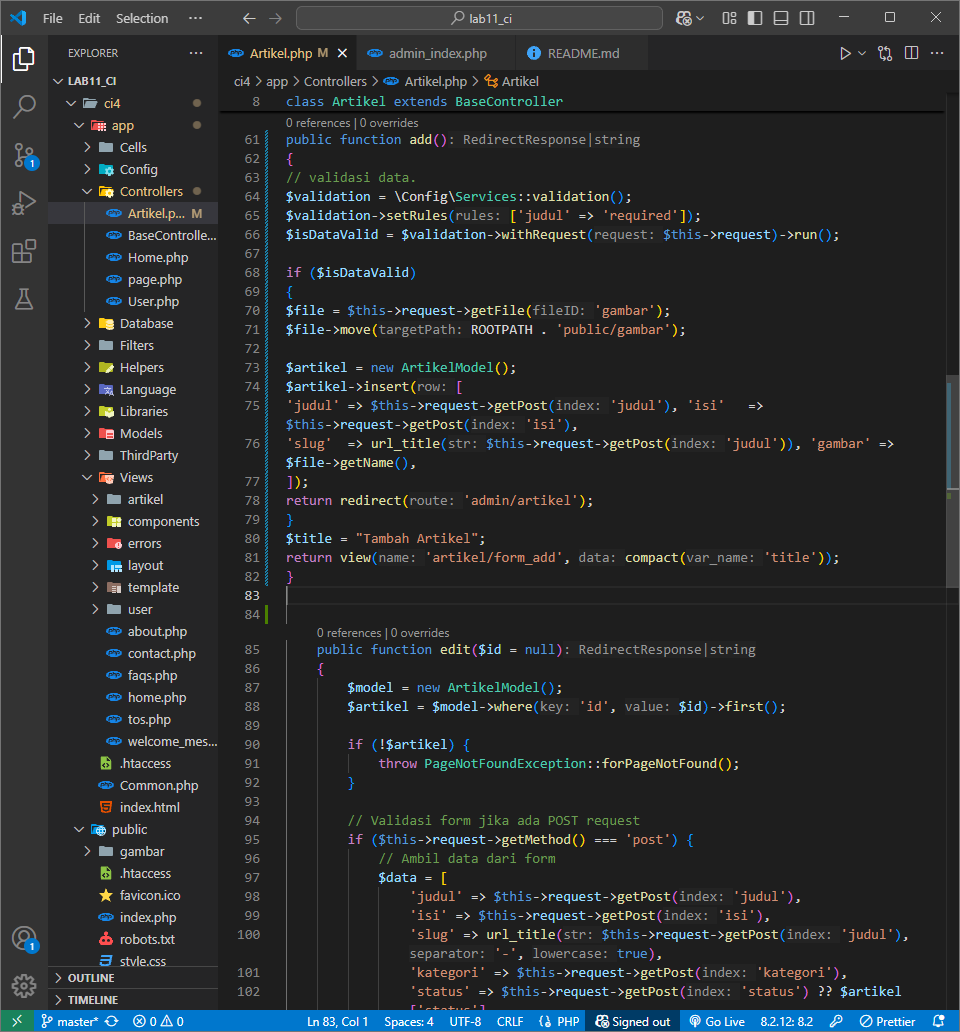 File Edit Selection ··· lab11_ci
EXPLORER ···
LAB11_CI
ci4
app
Cells
Config
Controllers
Artikel.p... M
BaseControlle...
Home.php
page.php
User.php
Database
Filters
Helpers
Language
Libraries
Models
ThirdParty
Views
artikel
components
errors
layout
template
user
about.php
contact.php
faqs.php
home.php
tos.php
welcome_mes...
.htaccess
Common.php
index.html
public
gambar
.htaccess
favicon.ico
index.php
robots.txt
style.css
OUTLINE
TIMELINE
1
1
Artikel.php M admin_index.php README.md
ci4 > app > Controllers > Artikel.php > Artikel
8 class Artikel extends BaseController
0 references | 0 overrides
61 public function add(): RedirectResponse|string
62 {
63 // validasi data.
64 $validation = \Config\Services::validation();
65 $validation->setRules(rules: ['judul' => 'required']);
66 $isDataValid = $validation->withRequest(request: $this->request)->run();
67
68 if ($isDataValid)
69 {
70 $file = $this->request->getFile(fileID: 'gambar');
71 $file->move(targetPath: ROOTPATH . 'public/gambar');
72
73 $artikel = new ArtikelModel();
74 $artikel->insert(row: [
75 'judul' => $this->request->getPost(index: 'judul'), 'isi'   =>
$this->request->getPost(index: 'isi'),
76 'slug'  => url_title(str: $this->request->getPost(index: 'judul')), 'gambar' =>
$file->getName(),
77 ]);
78 return redirect(route: 'admin/artikel');
79 }
80 $title = "Tambah Artikel";
81 return view(name: 'artikel/form_add', data: compact(var_name: 'title'));
82 }
83
84
0 references | 0 overrides
85 public function edit($id = null): RedirectResponse|string
86 {
87 $model = new ArtikelModel();
88 $artikel = $model->where(key: 'id', value: $id)->first();
89
90 if (!$artikel) {
91 throw PageNotFoundException::forPageNotFound();
92 }
93
94 // Validasi form jika ada POST request
95 if ($this->request->getMethod() === 'post') {
96 // Ambil data dari form
97 $data = [
98 'judul' => $this->request->getPost(index: 'judul'),
99 'isi' => $this->request->getPost(index: 'isi'),
100 'slug' => url_title(str: $this->request->getPost(index: 'judul'),
separator: '-', lowercase: true),
101 'kategori' => $this->request->getPost(index: 'kategori'),
102 'status' => $this->request->getPost(index: 'status') ?? $artikel
['status'],
master* 0 0 Ln 83, Col 1 Spaces: 4 UTF-8 CRLF {} PHP Signed out Go Live 8.2.12: 8.2 Prettier